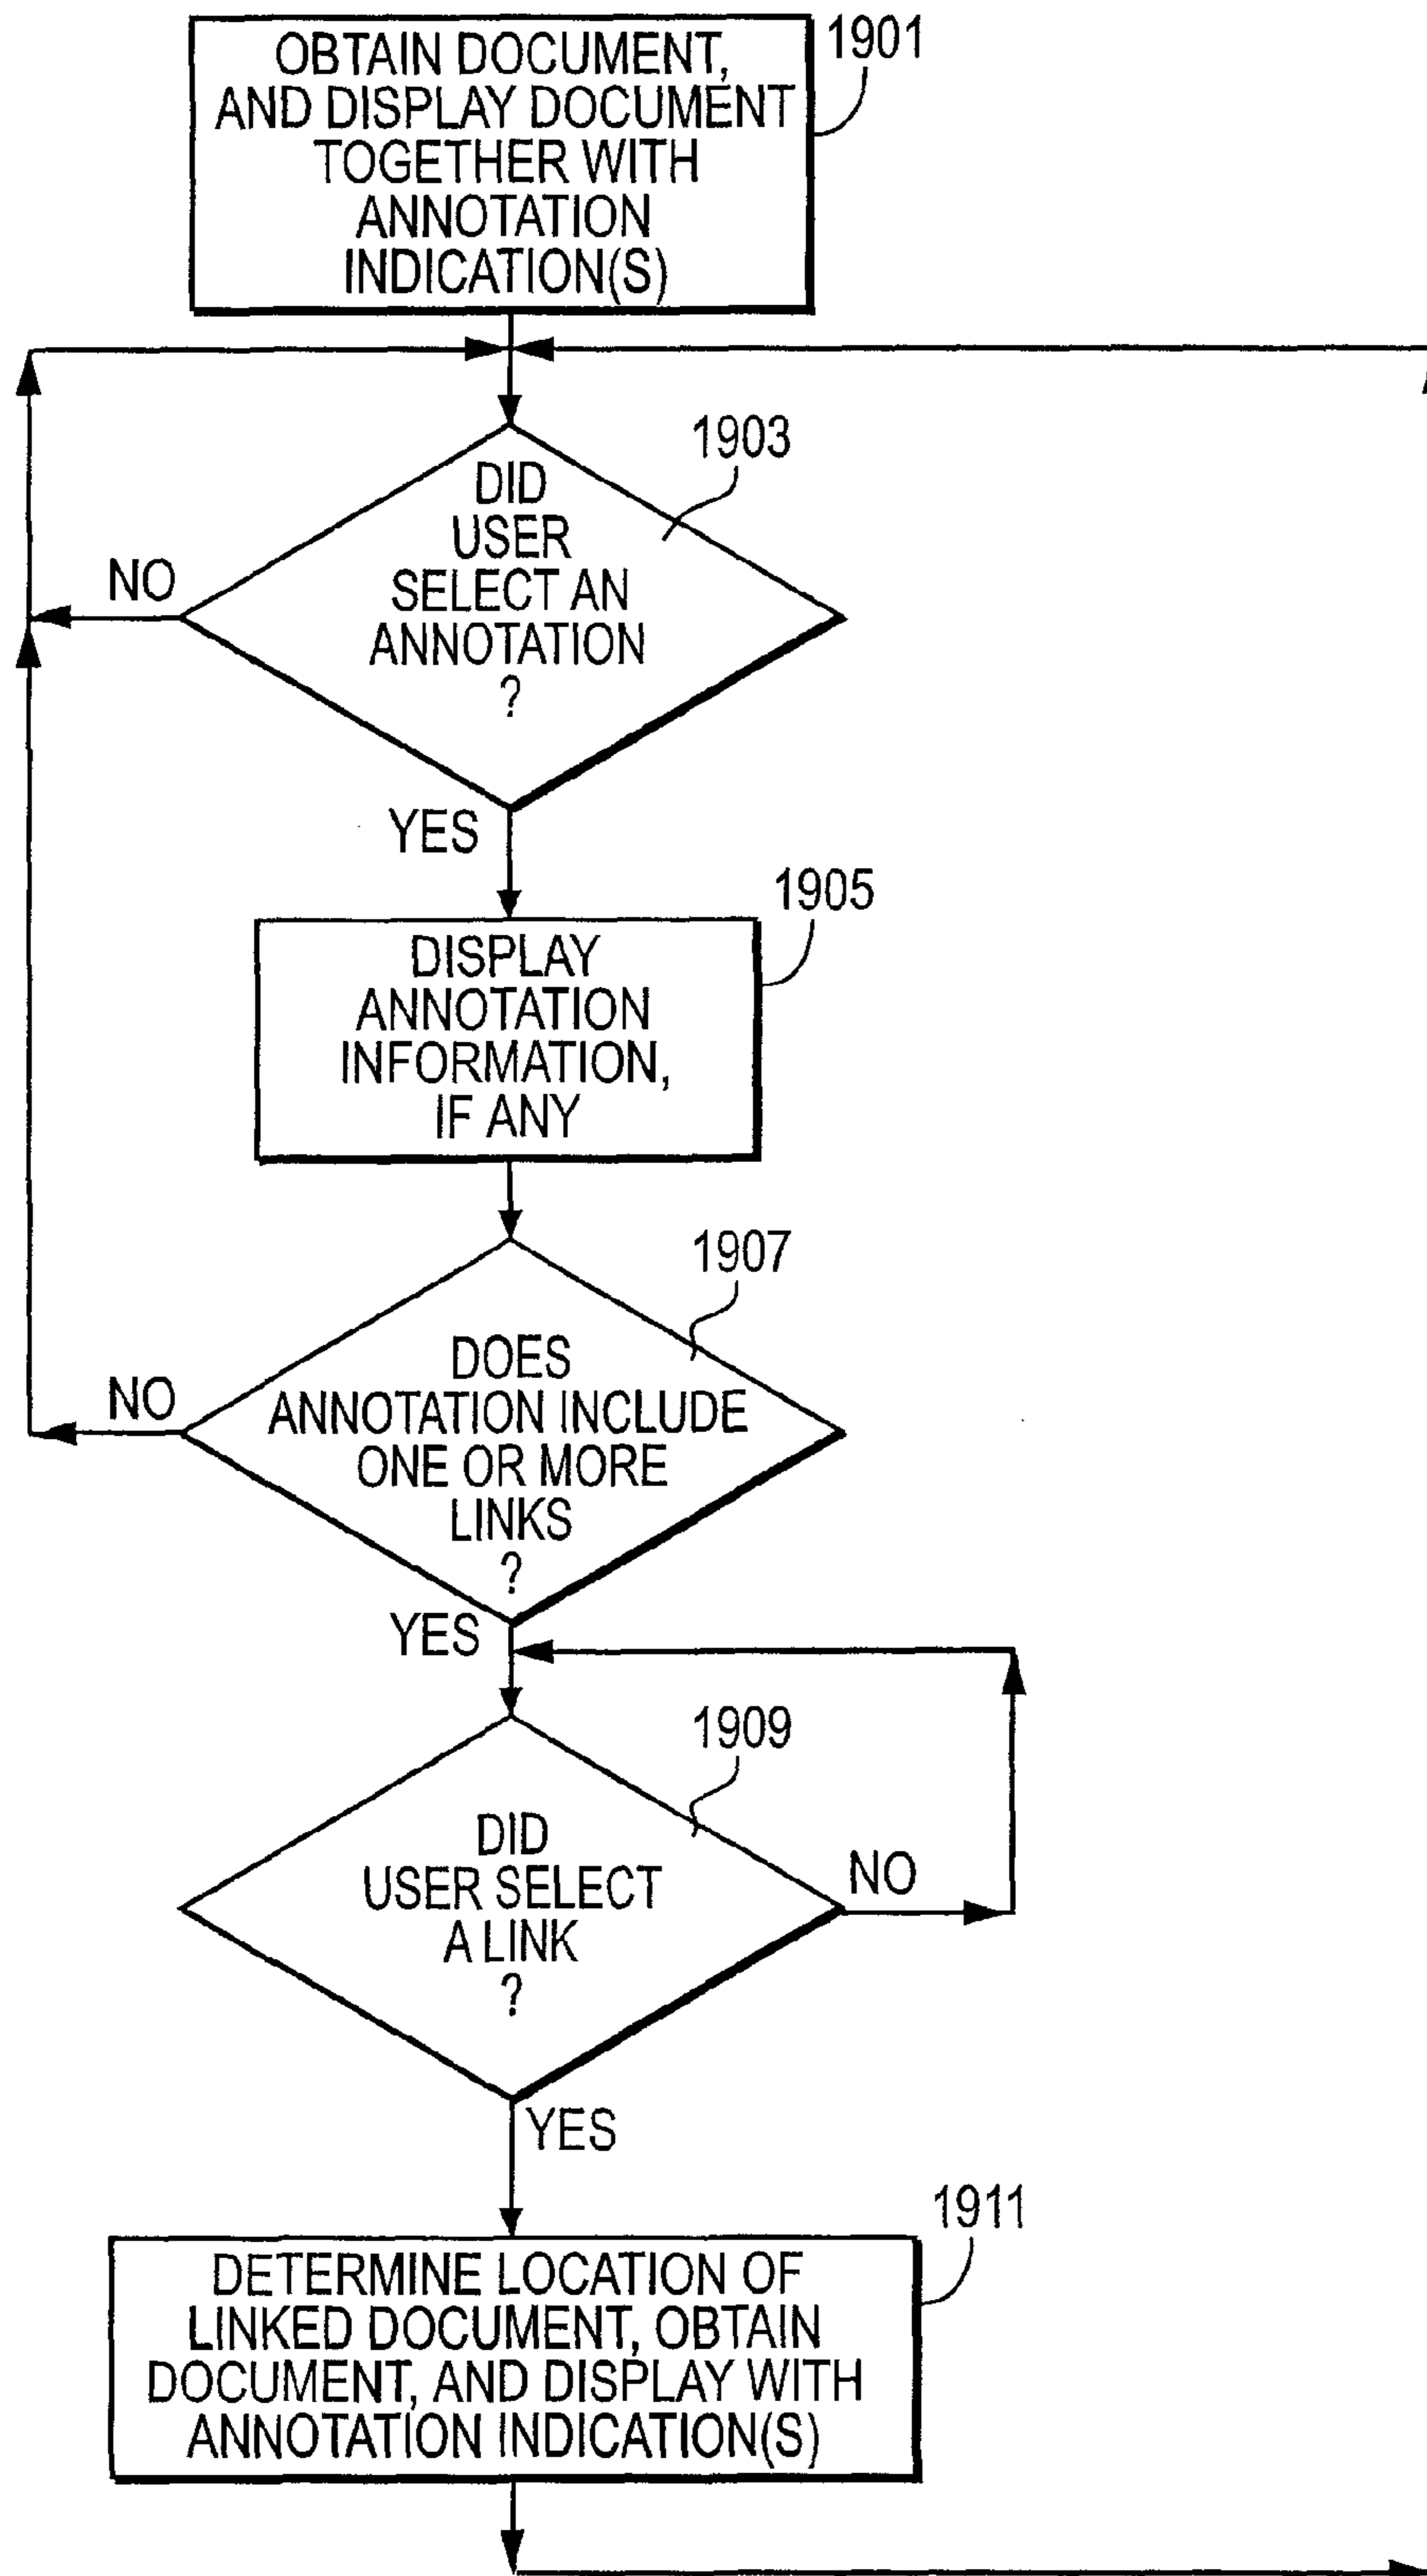 OBTAIN DOCUMENT,
AND DISPLAY DOCUMENT
TOGETHER WITH
ANNOTATION
INDICATION(S)
1901
1903
DID
USER
SELECT AN
ANNOTATION
?
NO
YES
1905
DISPLAY
ANNOTATION
INFORMATION,
IF ANY
1907
DOES
ANNOTATION INCLUDE
ONE OR MORE
LINKS
?
NO
YES
1909
DID
USER SELECT
A LINK
?
NO
YES
1911
DETERMINE LOCATION OF
LINKED DOCUMENT, OBTAIN
DOCUMENT, AND DISPLAY WITH
ANNOTATION INDICATION(S)